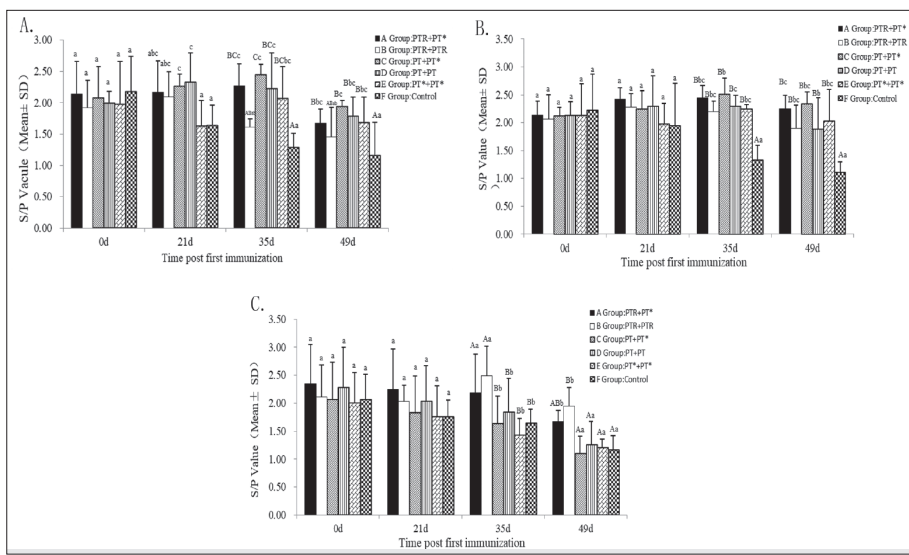 A.
3.00
2.50
2.00
1.50
1.00
0.50
0.00
S/P Vacule（Mean± SD）
a a a a a a
abc abc c a a
BCc Cc BCc BCbc Aa
Bbc Bc Bbc Bbc Aa
0d 21d 35d 49d
Time post first immunization
A Group:PTR+PT*
B Group:PTR+PTR
C Group:PT+PT*
D Group:PT+PT
E Group:PT*+PT*
F Group:Control
B.
3.50
3.00
2.50
2.00
1.50
1.00
0.50
0.00
S/P Value（Mean± SD
）
a a a a a a
a a a a a a
Bbc Bbc Bc Bbc Bbc Aa
Bc Bbc Bbc Bb Bbc Aa
0d 21d 35d 49d
Time post first immunization
A Group:PTR+PT*
B Group:PTR+PTR
C Group:PT+PT*
D Group:PT+PT
E Group:PT*+PT*
F Group:Control
C.
3.50
3.00
2.50
2.00
1.50
1.00
0.50
0.00
S/P Value（Mean± SD）
a a a a a a
a a a a a a
Aa Aa Bb Bb Bb Bb
ABb Bb Aa Aa Aa Aa
0d 21d 35d 49d
Time post first immunization
A Group:PTR+PT*
B Group:PTR+PTR
C Group:PT+PT*
D Group:PT+PT
E Group:PT*+PT*
F Group:Control